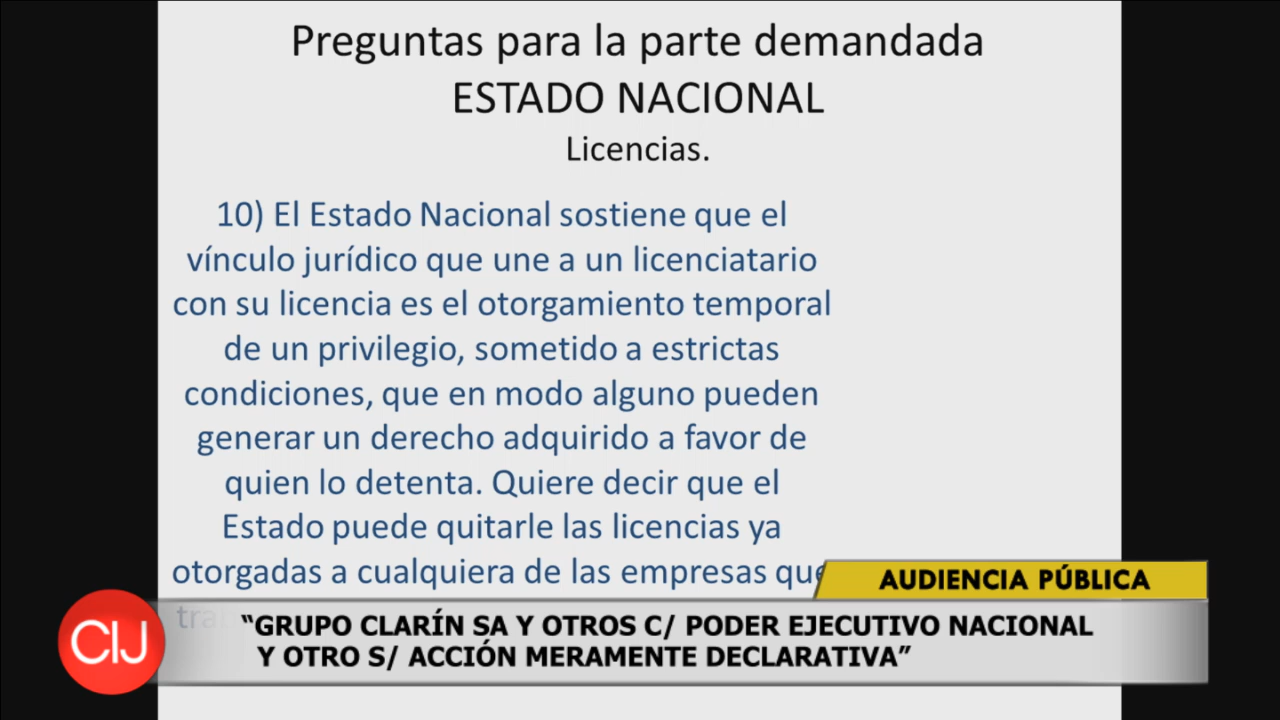 Preguntas para la parte demandada
ESTADO NACIONAL
Licencias.
10) El Estado Nacional sostiene que el
vínculo jurídico que une a un licenciatario
con su licencia es el otorgamiento temporal
de un privilegio, sometido a estrictas
condiciones, que en modo alguno pueden
generar un derecho adquirido a favor de
quien lo detenta. Quiere decir que el
Estado puede quitarle las licencias ya
otorgadas a cualquiera de las empresas que
AUDIENCIA PÚBLICA
CIJ
“GRUPO CLARÍN SA Y OTROS C/ PODER EJECUTIVO NACIONAL
Y OTRO S/ ACCIÓN MERAMENTE DECLARATIVA”